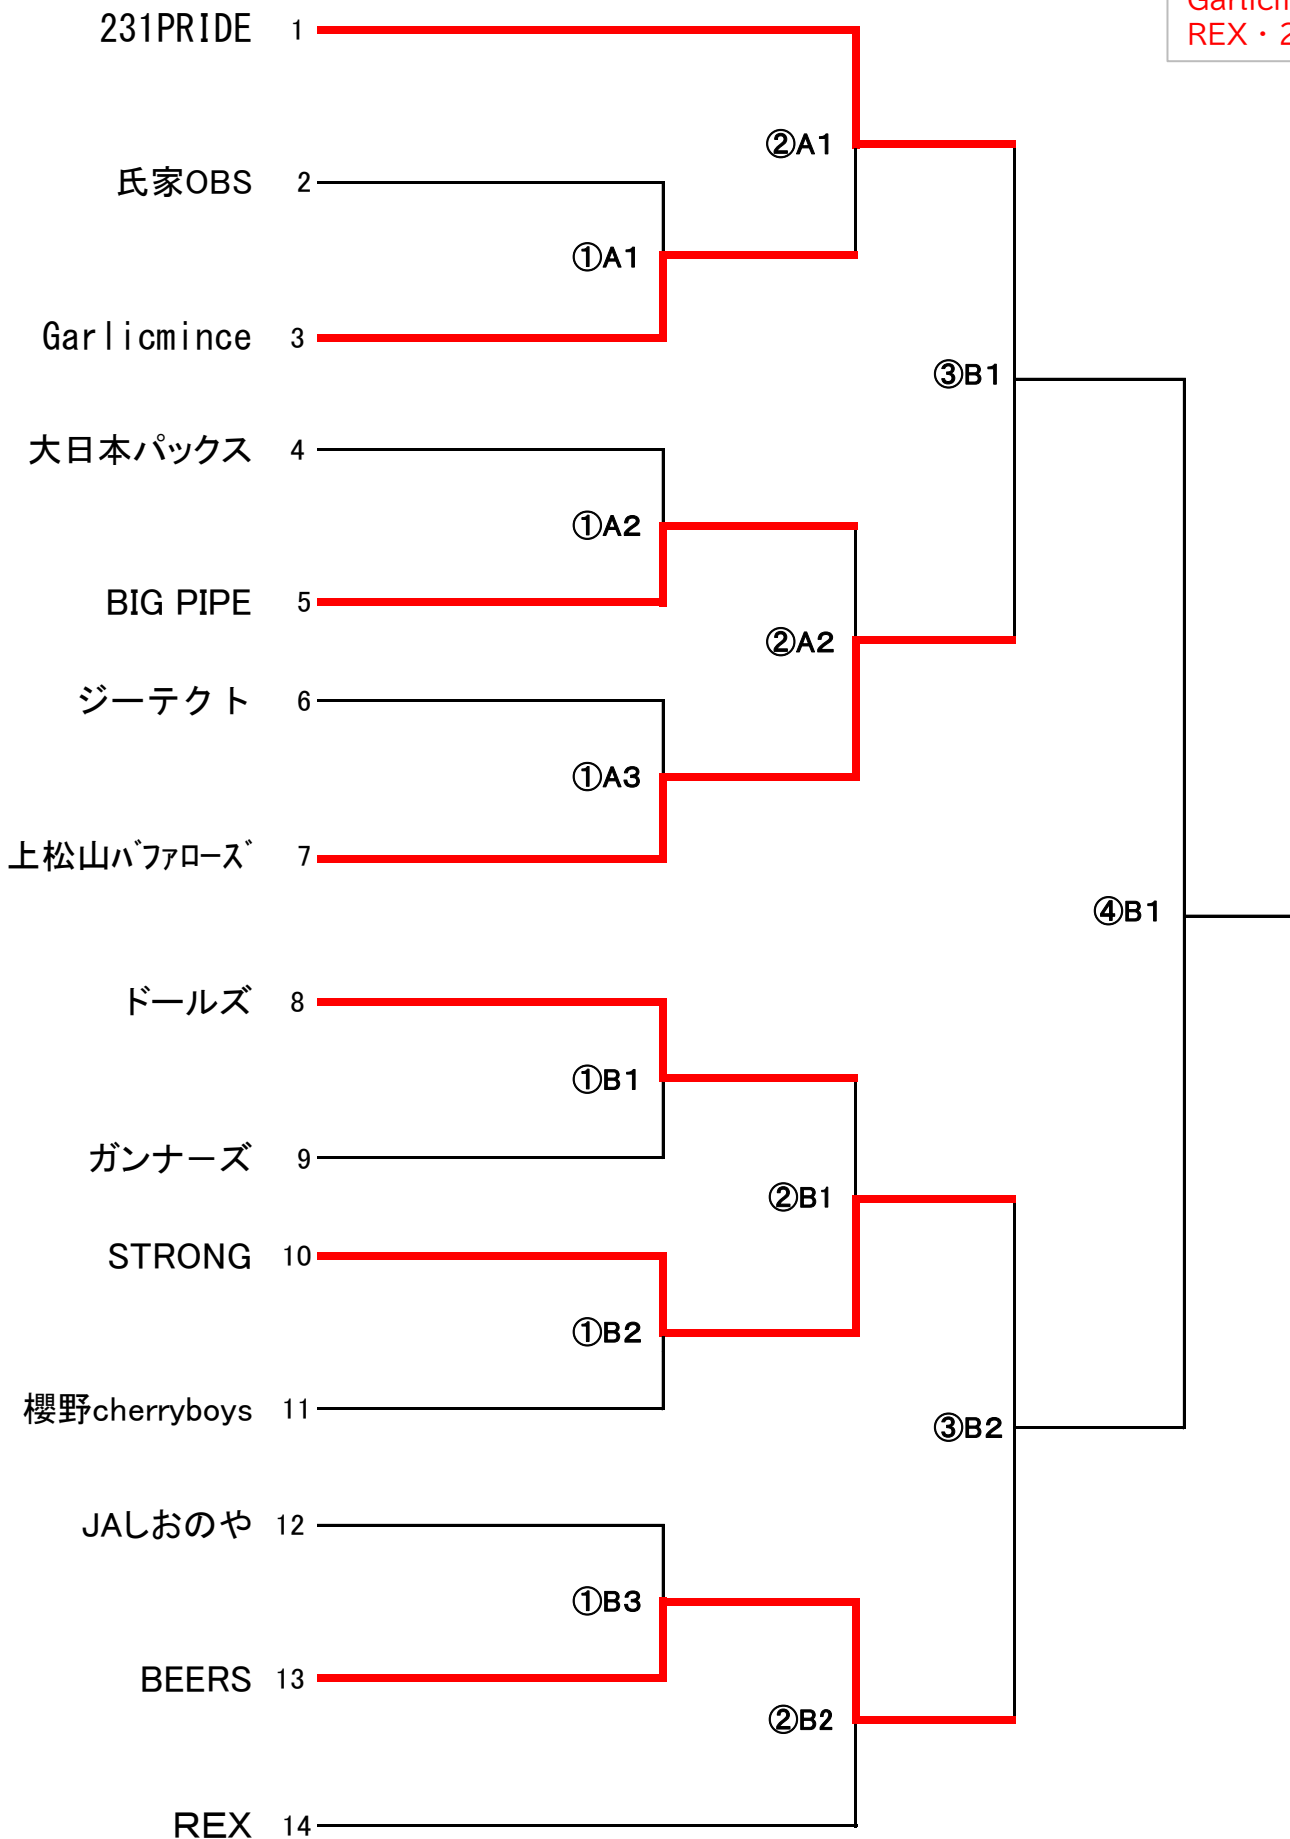 Garlicm
REX・2
231PRIDE 1
②A1
氏家OBS 2
①A1
Garlicmince 3
③B1
大日本パックス 4
①A2
BIG PIPE 5
②A2
ジーテクト 6
①A3
上松山バファローズ 7
④B1
ドールズ 8
①B1
ガンナーズ 9
②B1
STRONG 10
①B2
櫻野cherryboys 11
③B2
JAしおのや 12
①B3
BEERS 13
②B2
REX 14